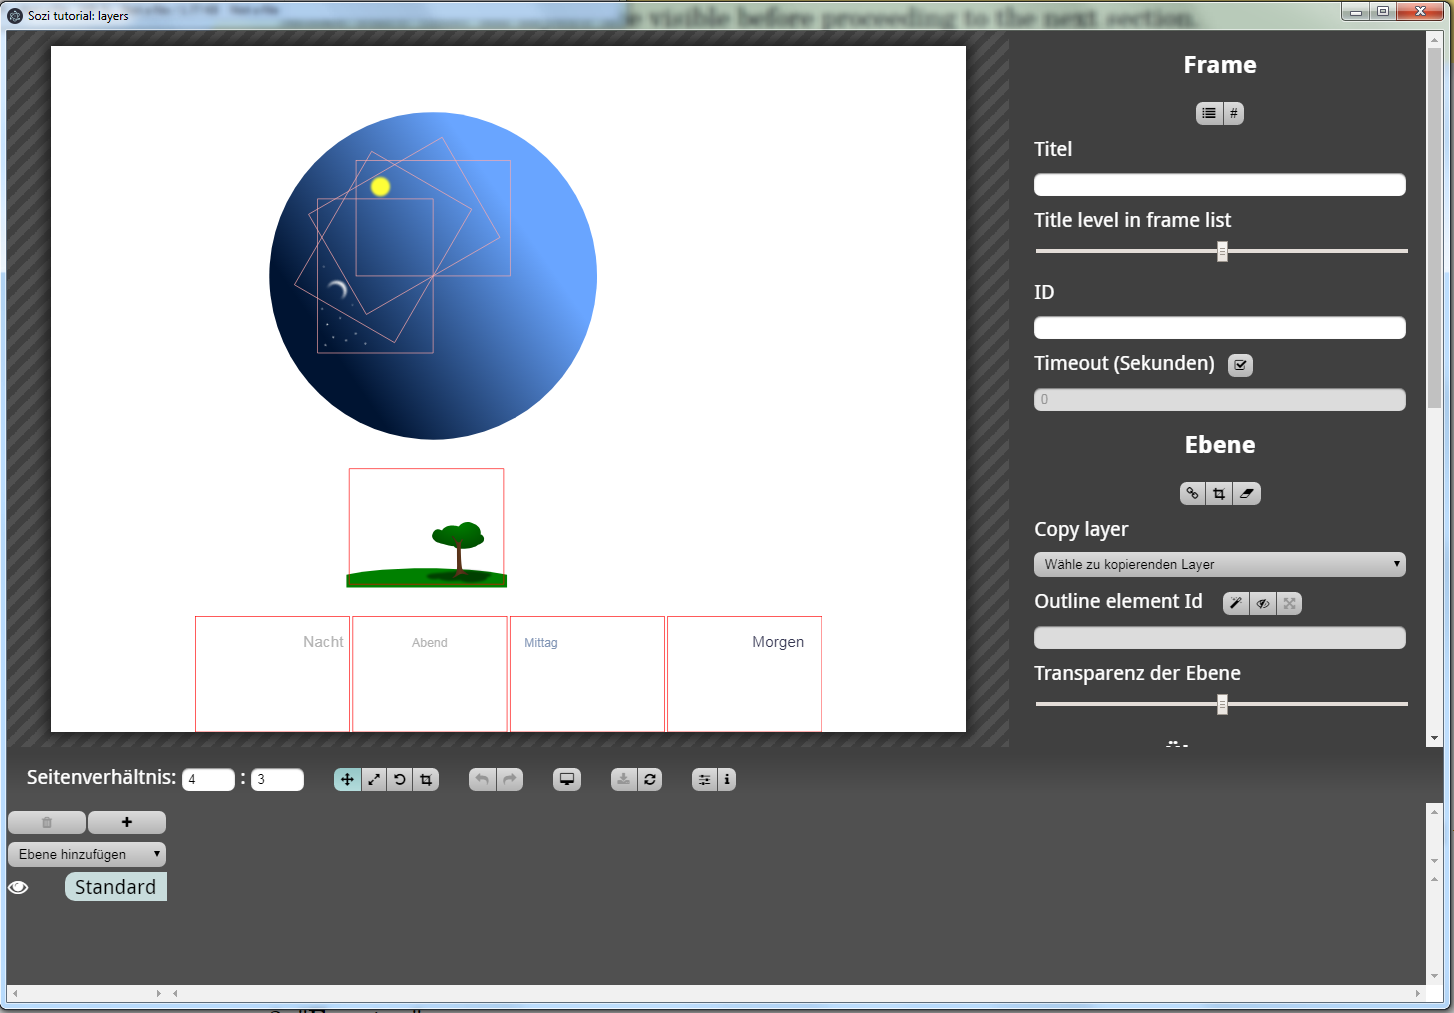 Sozi tutorial: layers
e visible before proceeding to the next section.
Frame
#
Titel
Title level in frame list
ID
Timeout (Sekunden)
0
Ebene
Copy layer
Wähle zu kopierenden Layer
Outline element Id
Transparenz der Ebene
Nacht
Abend
Mittag
Morgen
Seitenverhältnis: 4 : 3
Ebene hinzufügen
Standard